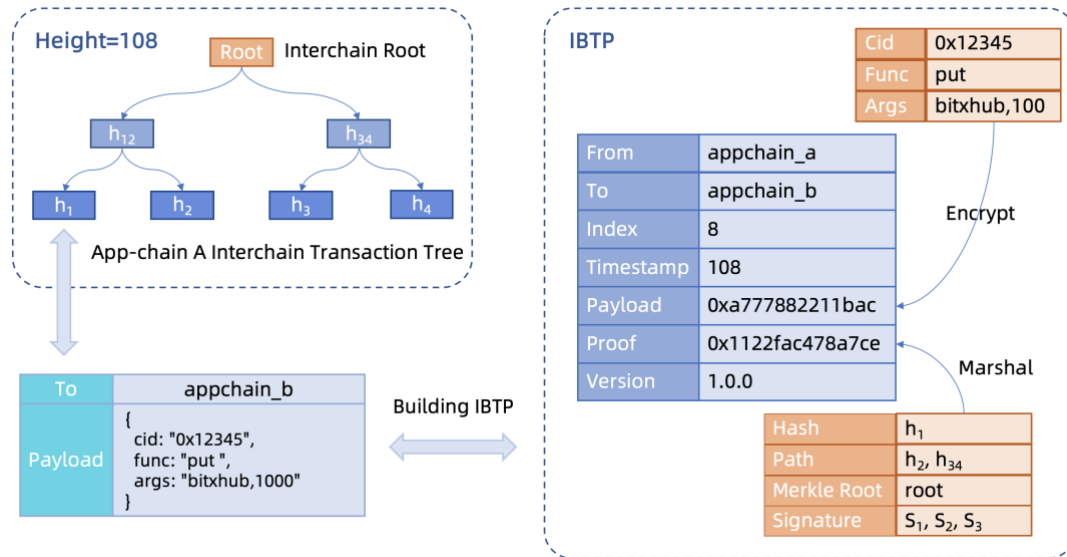 Height=108
Root
Interchain Root
h12
h34
h1
h2
h3
h4
App-chain A Interchain Transaction Tree
To appchain_b
Payload
{
cid: "0x12345",
func: "put ",
args: "bitxhub,1000"
}
Building IBTP
IBTP
Cid 0x12345
Func put
Args bitxhub,100
Encrypt
From appchain_a
To appchain_b
Index 8
Timestamp 108
Payload 0xa777882211bac
Proof 0x1122fac478a7ce
Version 1.0.0
Marshal
Hash h1
Path h2, h34
Merkle Root root
Signature S1, S2, S3